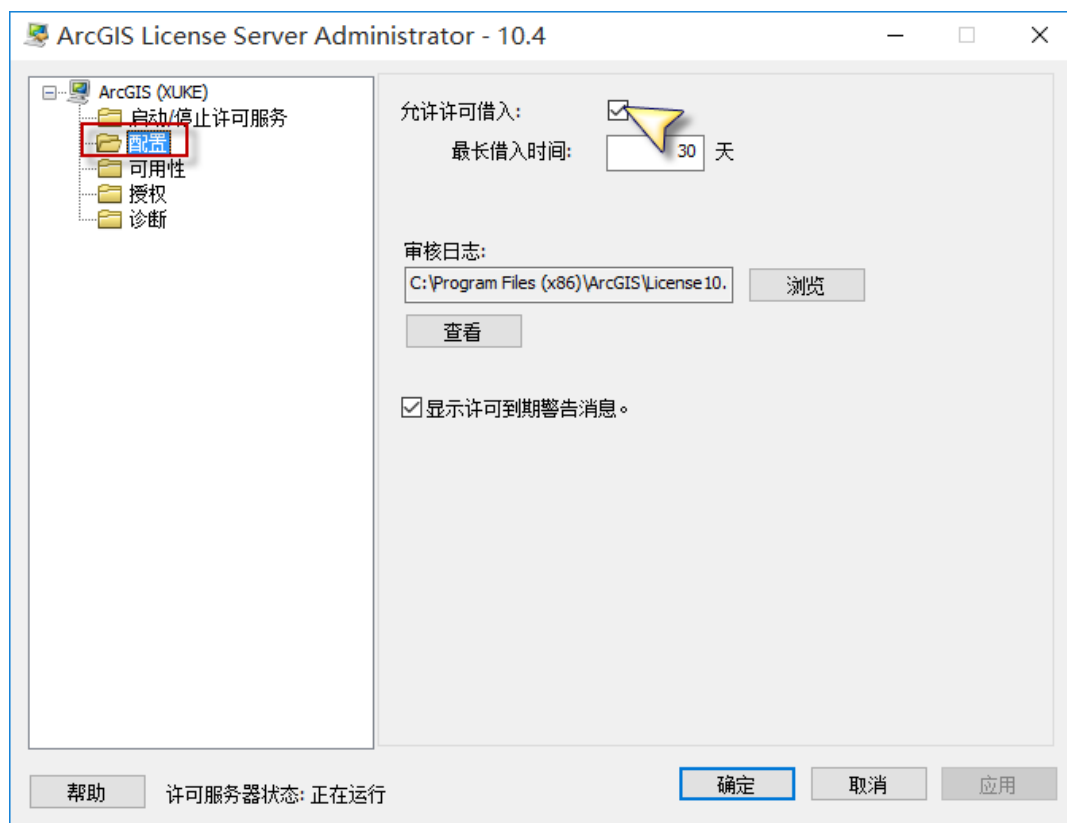 ArcGIS License Server Administrator - 10.4
ArcGIS (XUKE)
启动/停止许可服务
配置
可用性
授权
诊断
允许许可借入:
最长借入时间: 30 天
审核日志:
C:\Program Files (x86)\ArcGIS\License10. 浏览
查看
显示许可到期警告消息。
帮助 许可服务器状态: 正在运行 确定 取消 应用